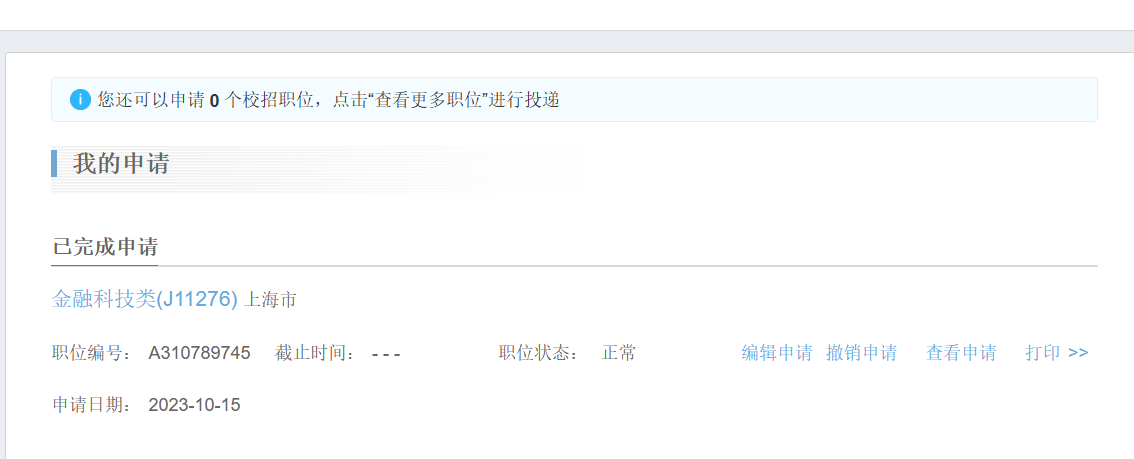 您还可以申请 0 个校招职位，点击“查看更多职位”进行投递
我的申请
已完成申请
金融科技类(J11276) 上海市
职位编号： A310789745 截止时间： --- 职位状态： 正常 编辑申请 撤销申请 查看申请 打印 >>
申请日期： 2023-10-15